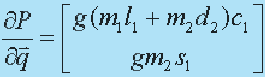 ∂P/∂q̄ = [ g(m₁l₁ + m₂d₂)c₁
gm₂s₁ ]